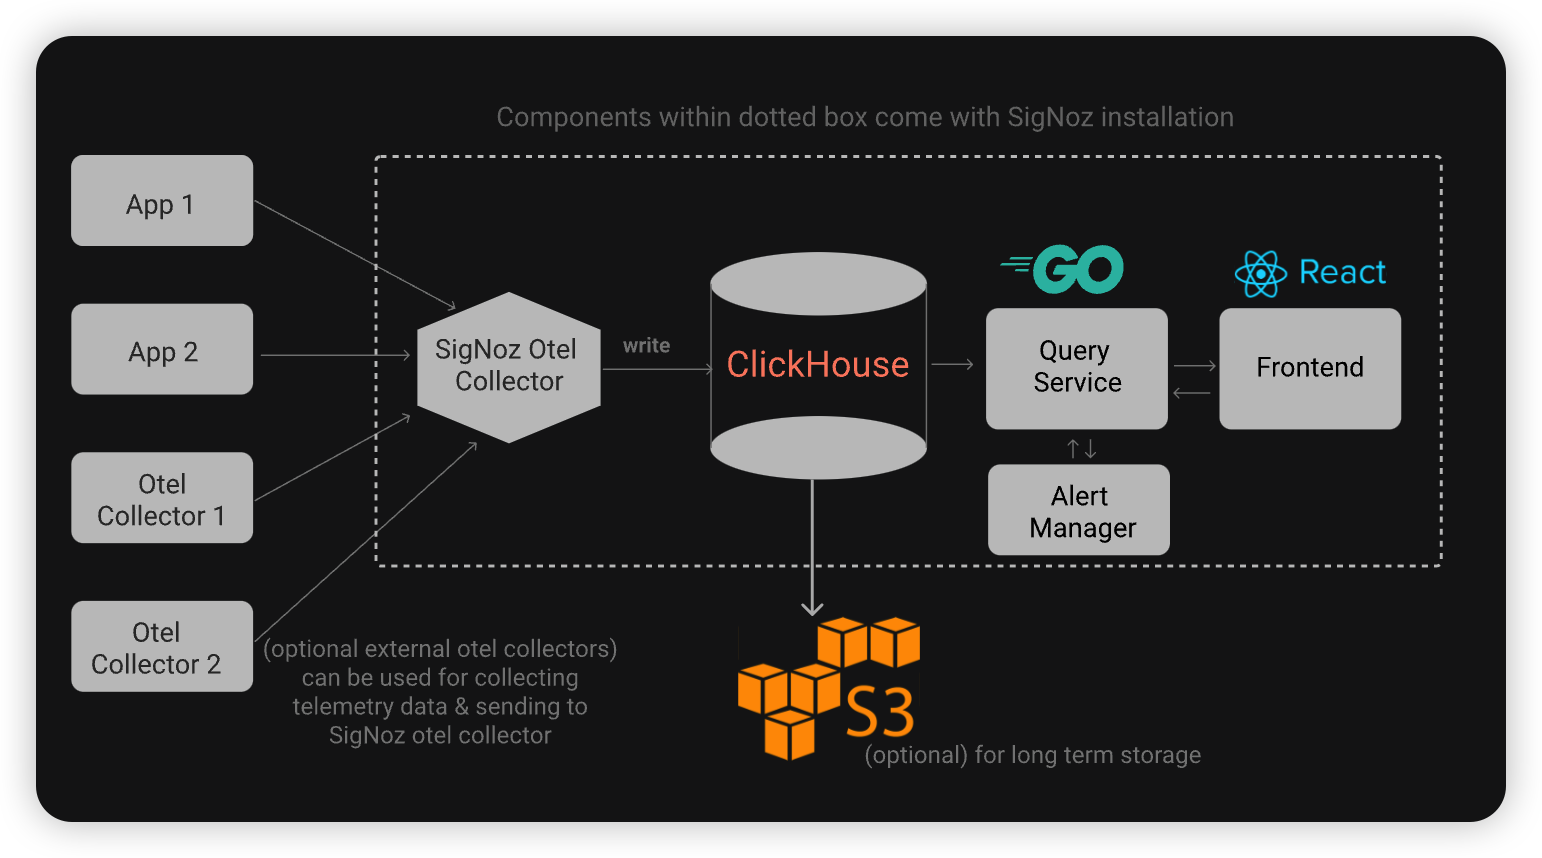 Components within dotted box come with SigNoz installation
App 1
App 2
Otel
Collector 1
Otel
Collector 2
(optional external otel collectors)
can be used for collecting
telemetry data & sending to
SigNoz otel collector
SigNoz Otel
Collector
write
ClickHouse
GO
Query
Service
React
Frontend
Alert
Manager
S3
(optional) for long term storage